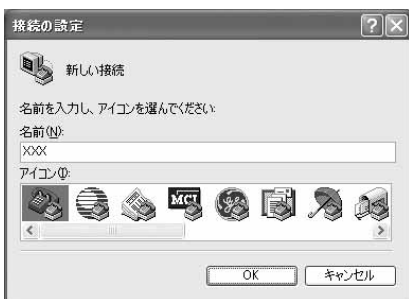 接続の設定
新しい接続
名前を入力し、アイコンを選んでください:
名前(N):
XXX
アイコン(I):
MCI
OK
キャンセル